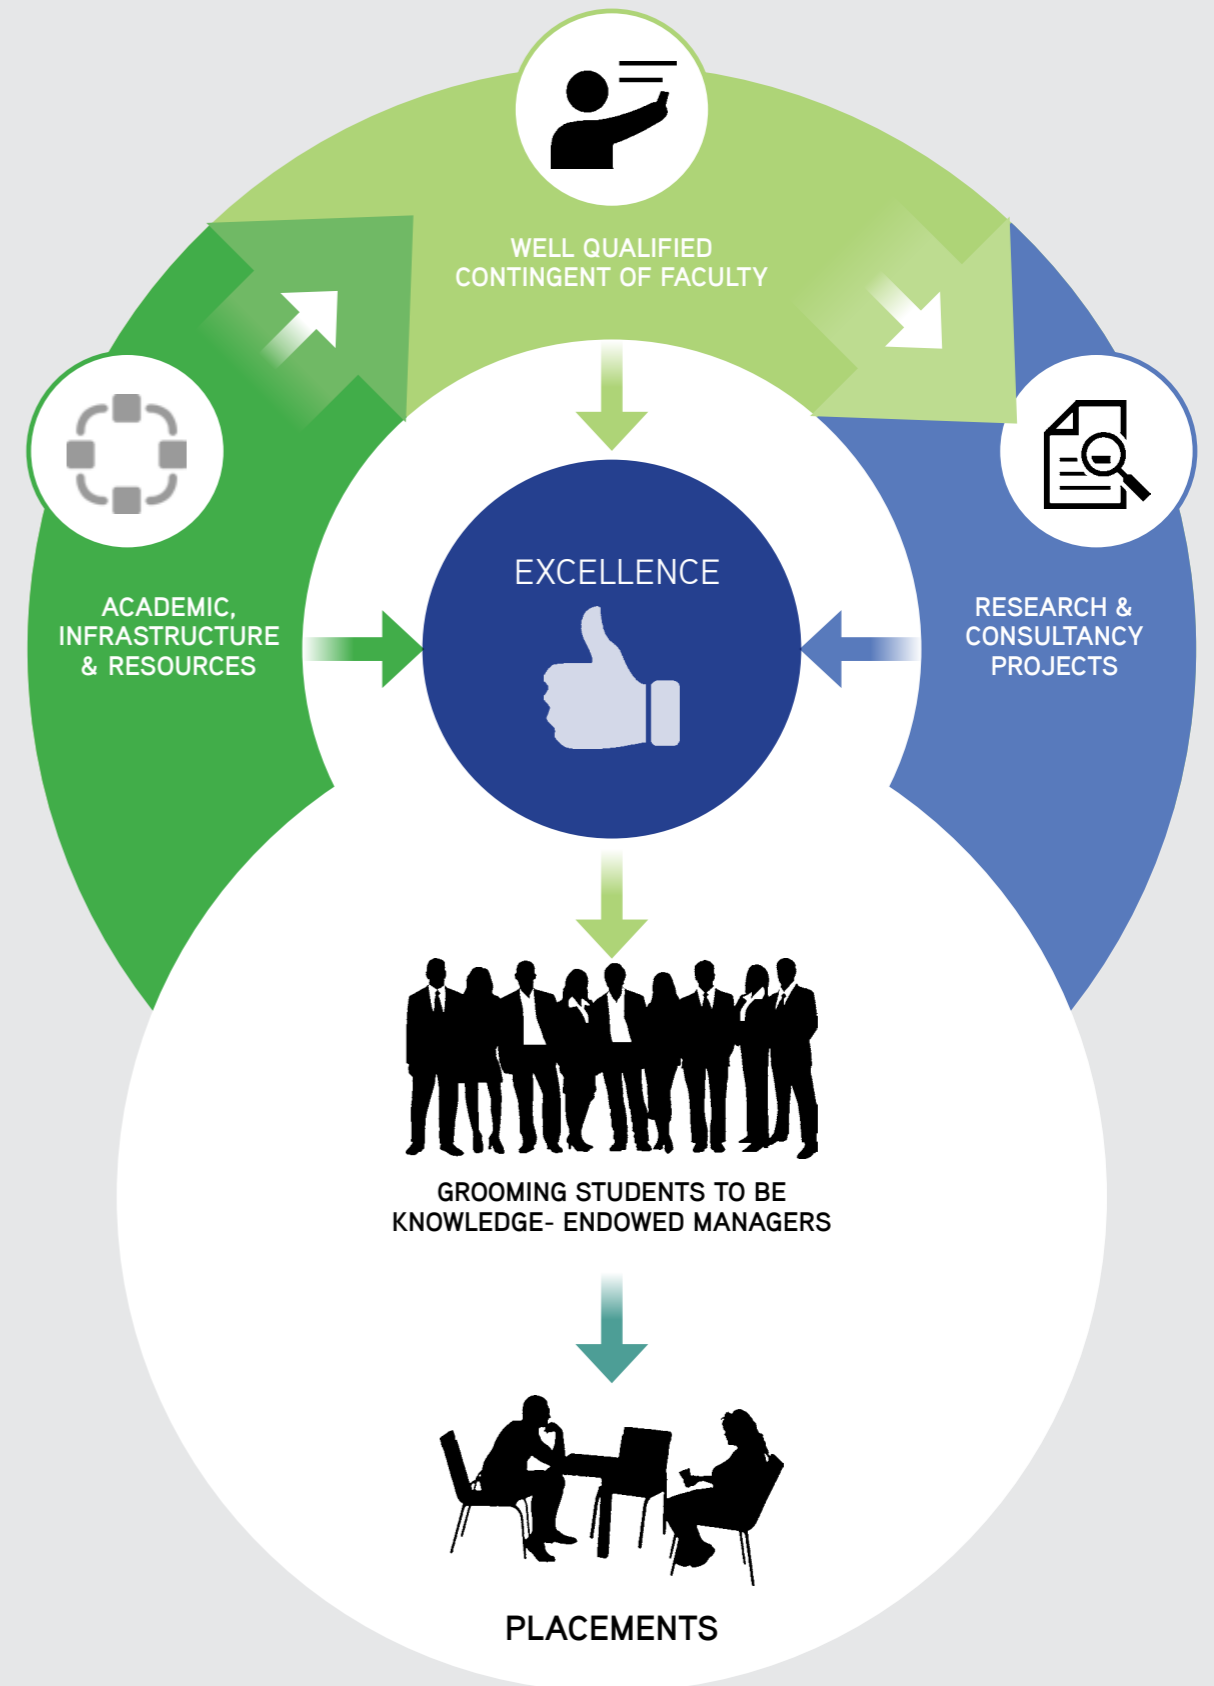 WELL QUALIFIED
CONTINGENT OF FACULTY
EXCELLENCE
ACADEMIC,
INFRASTRUCTURE
& RESOURCES
RESEARCH &
CONSULTANCY
PROJECTS
GROOMING STUDENTS TO BE
KNOWLEDGE- ENDOWED MANAGERS
PLACEMENTS